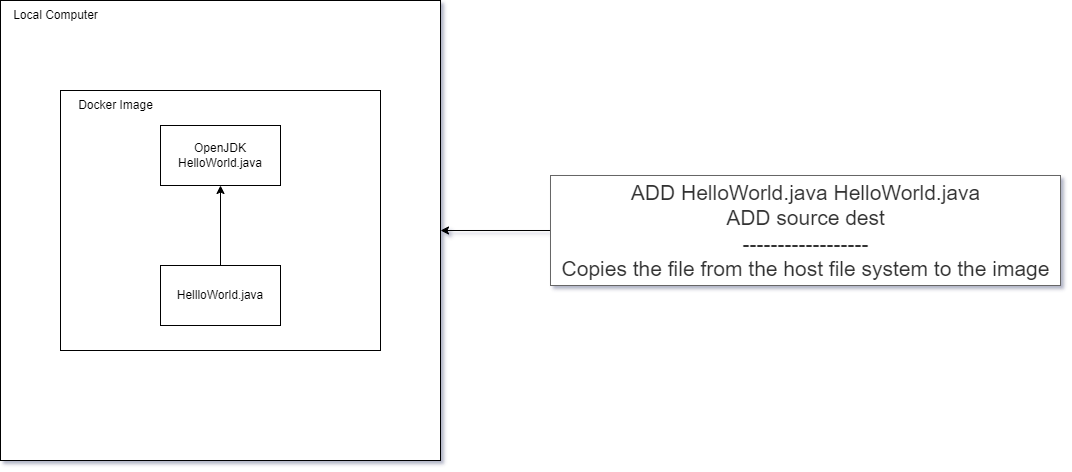 Local Computer
Docker Image
OpenJDK
HelloWorld.java
HellloWorld.java
ADD HelloWorld.java HelloWorld.java
ADD source dest
------------------
Copies the file from the host file system to the image